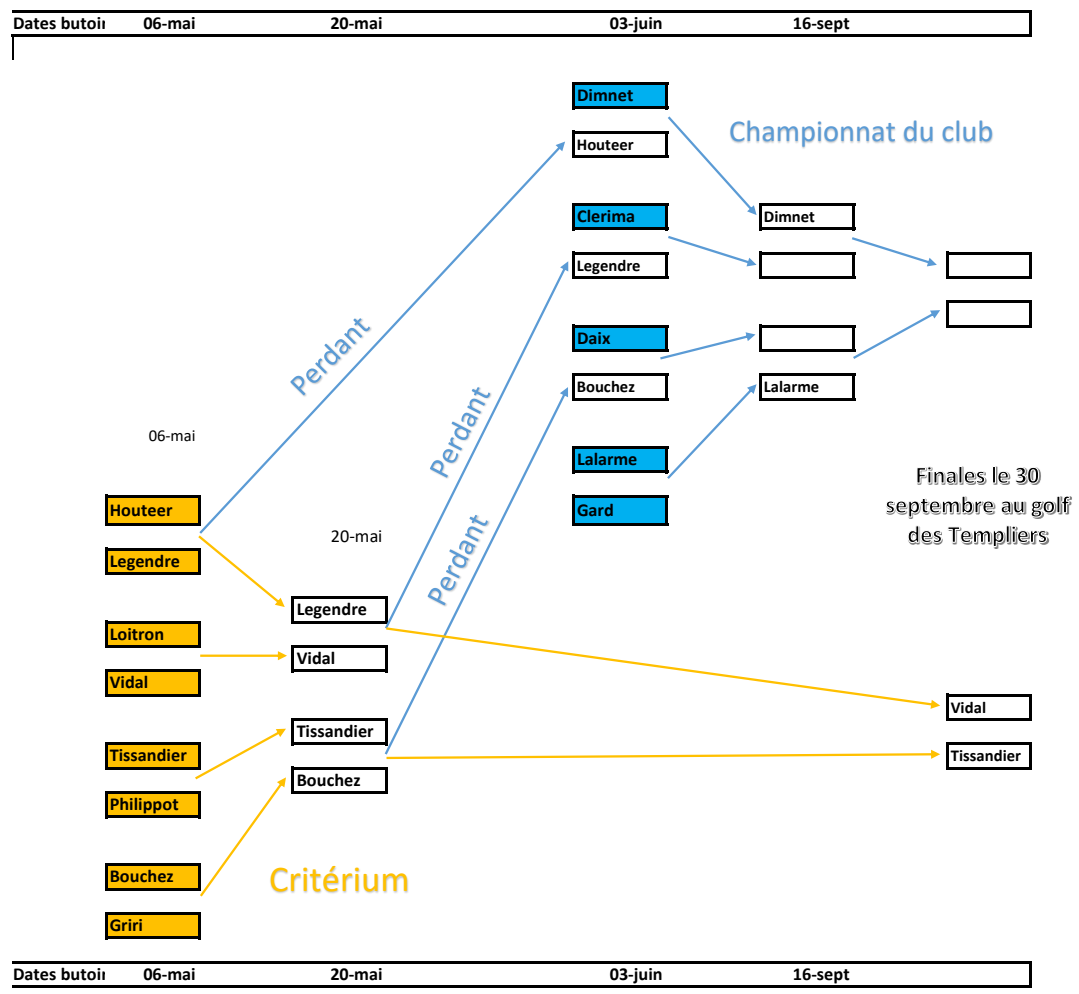 Dates butoir 06-mai 20-mai 03-juin 16-sept
Dimnet
Championnat du club
Houteer
Clerima
Dimnet
Legendre
Perdant
Daix
Perdant
Bouchez
Lalarme
06-mai
Lalarme
Finales le 30
septembre au golf
des Templiers
Houteer
Gard
20-mai
Perdant
Legendre
Legendre
Loitron
Vidal
Vidal
Vidal
Tissandier
Tissandier
Tissandier
Bouchez
Philippot
Bouchez
Critérium
Griri
Dates butoir 06-mai 20-mai 03-juin 16-sept